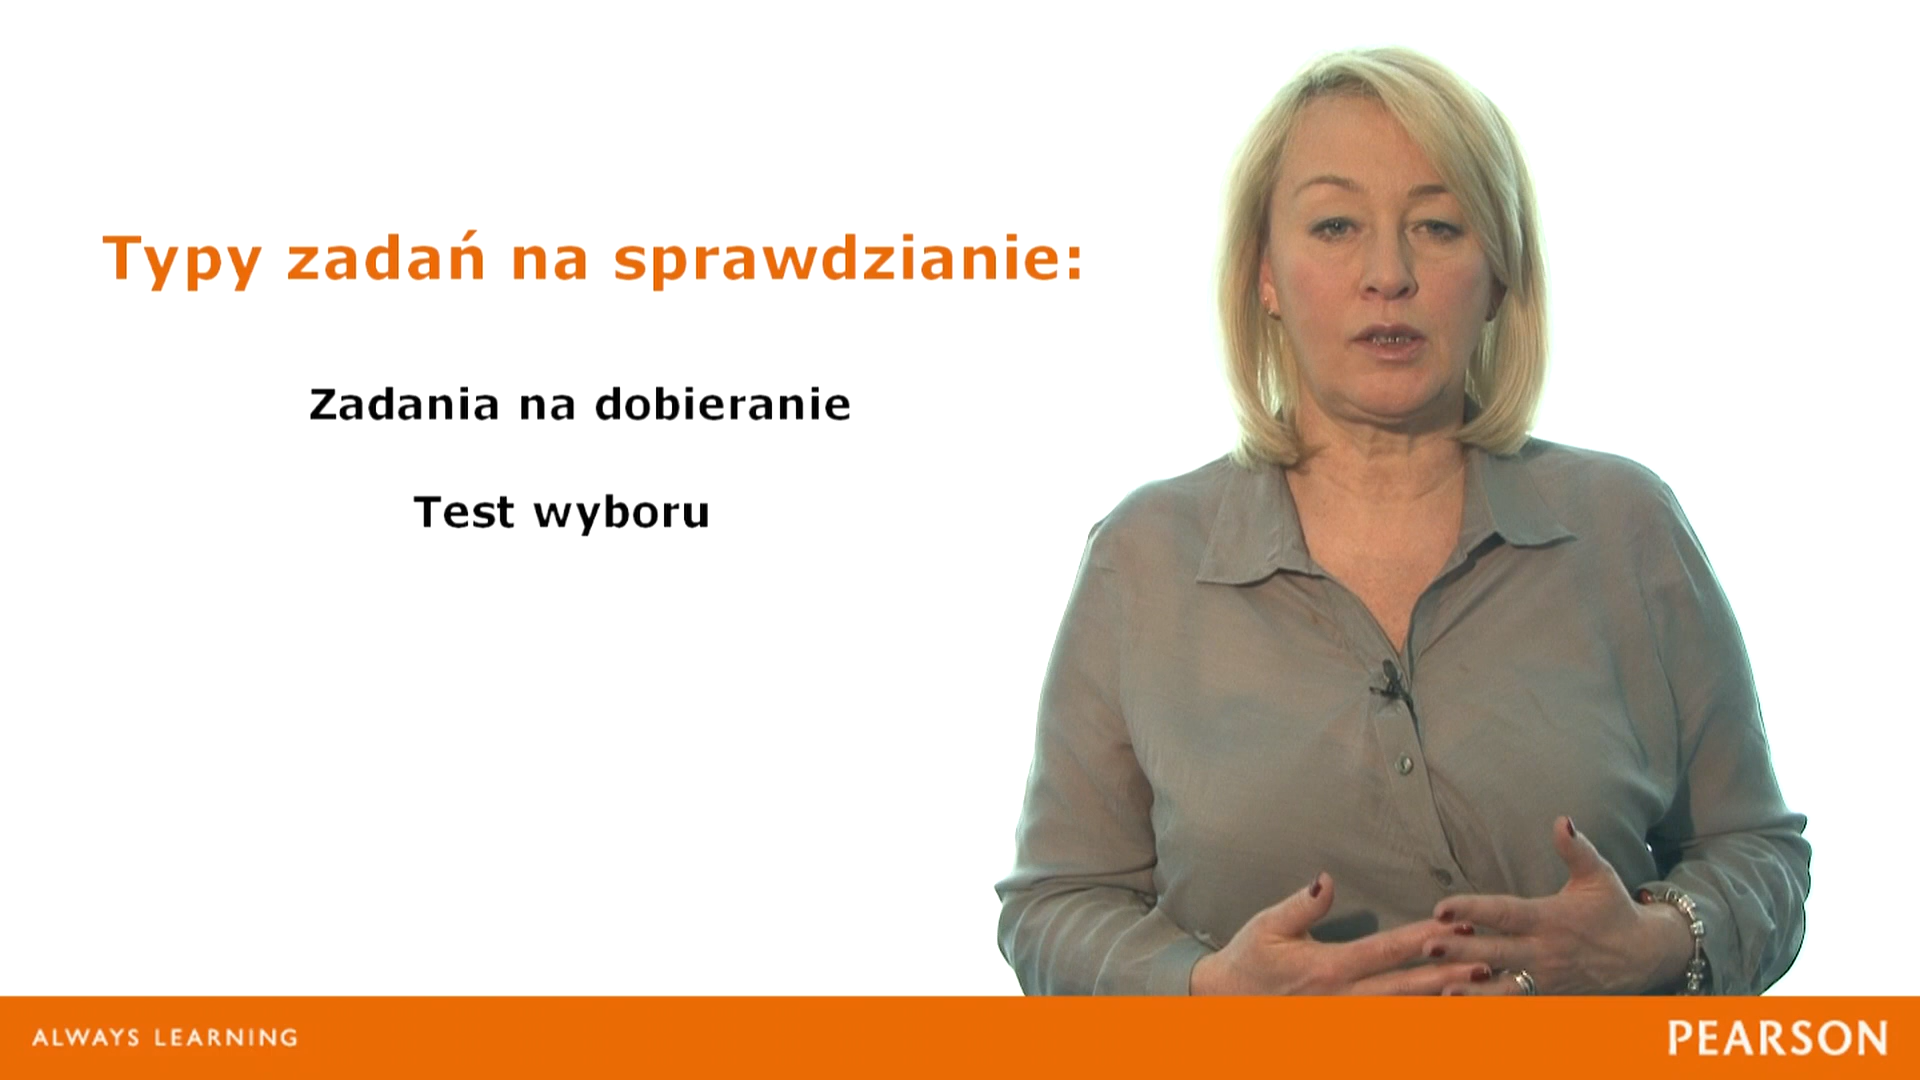 Typy zadań na sprawdzianie:
Zadania na dobieranie
Test wyboru
ALWAYS LEARNING
PEARSON